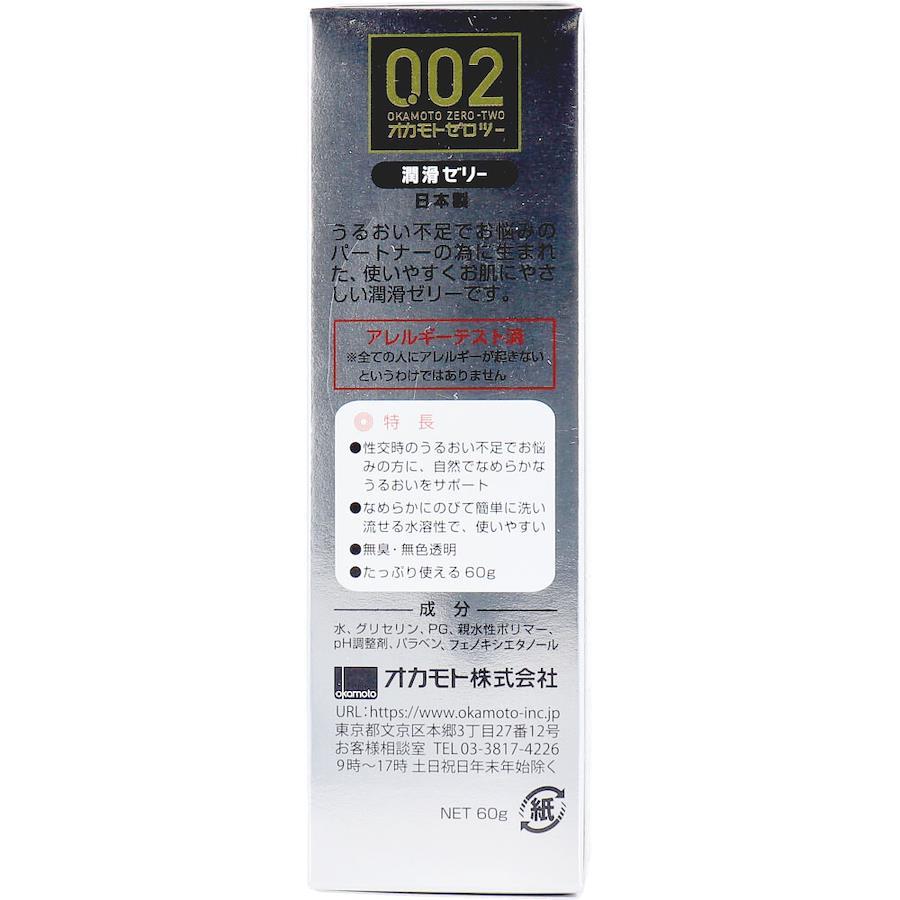 0.02
OKAMOTO ZERO-TWO
オカモトゼロツー
潤滑ゼリー
日本製
うるおい不足でお悩みの
パートナーの為に生まれ
た、使いやすくお肌にやさ
しい潤滑ゼリーです。
アレルギーテスト済
※全ての人にアレルギーが起きない
というわけではありません
特 長
●性交時のうるおい不足でお悩
みの方に、自然でなめらかな
うるおいをサポート
●なめらかにのびて簡単に洗い
流せる水溶性で、使いやすい
●無臭・無色透明
●たっぷり使える60g
成 分
水、グリセリン、PG、親水性ポリマー、
pH調整剤、パラベン、フェノキシエタノール
okamoto オカモト株式会社
URL:https://www.okamoto-inc.jp
東京都文京区本郷3丁目27番12号
お客様相談室 TEL03-3817-4226
9時～17時 土日祝日年末年始除く
NET 60g 紙